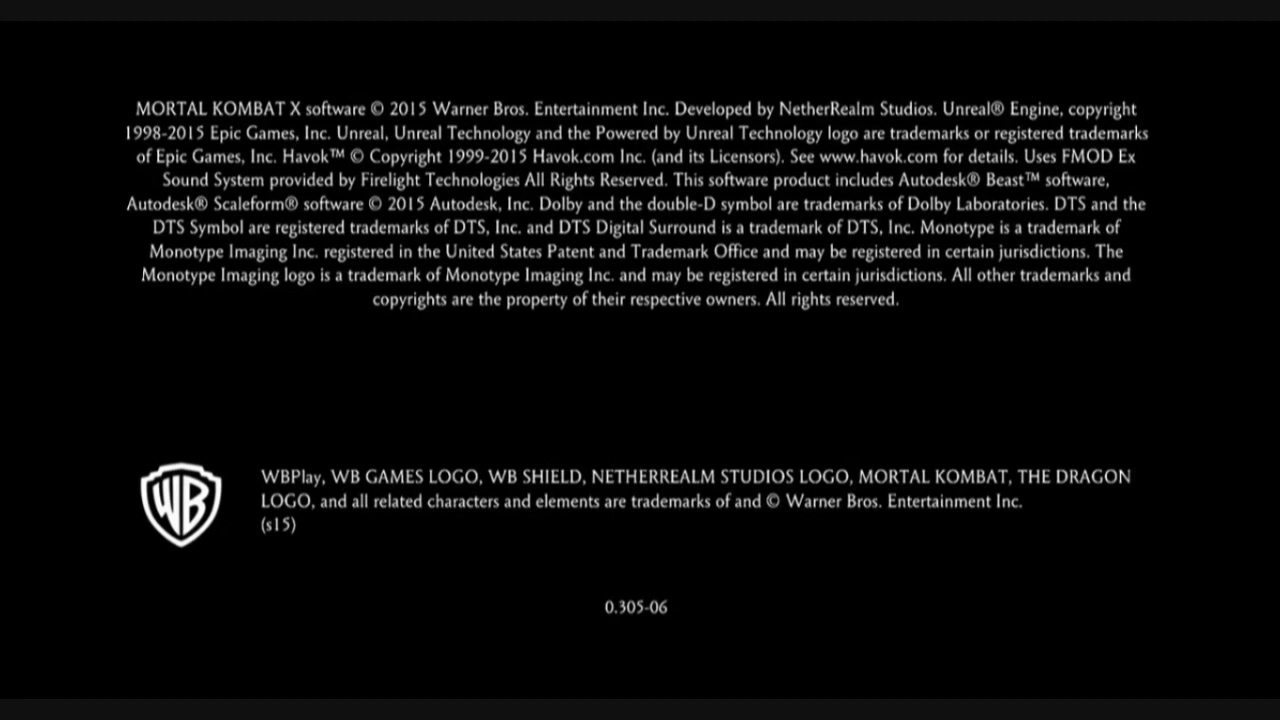 MORTAL KOMBAT X software © 2015 Warner Bros. Entertainment Inc. Developed by NetherRealm Studios. Unreal® Engine, copyright
1998-2015 Epic Games, Inc. Unreal, Unreal Technology and the Powered by Unreal Technology logo are trademarks or registered trademarks
of Epic Games, Inc. Havok™ © Copyright 1999-2015 Havok.com Inc. (and its Licensors). See www.havok.com for details. Uses FMOD Ex
Sound System provided by Firelight Technologies All Rights Reserved. This software product includes Autodesk® Beast™ software,
Autodesk® Scaleform® software © 2015 Autodesk, Inc. Dolby and the double-D symbol are trademarks of Dolby Laboratories. DTS and the
DTS Symbol are registered trademarks of DTS, Inc. and DTS Digital Surround is a trademark of DTS, Inc. Monotype is a trademark of
Monotype Imaging Inc. registered in the United States Patent and Trademark Office and may be registered in certain jurisdictions. The
Monotype Imaging logo is a trademark of Monotype Imaging Inc. and may be registered in certain jurisdictions. All other trademarks and
copyrights are the property of their respective owners. All rights reserved.
WB
WBPlay, WB GAMES LOGO, WB SHIELD, NETHERREALM STUDIOS LOGO, MORTAL KOMBAT, THE DRAGON
LOGO, and all related characters and elements are trademarks of and © Warner Bros. Entertainment Inc.
(s15)
0.305-06